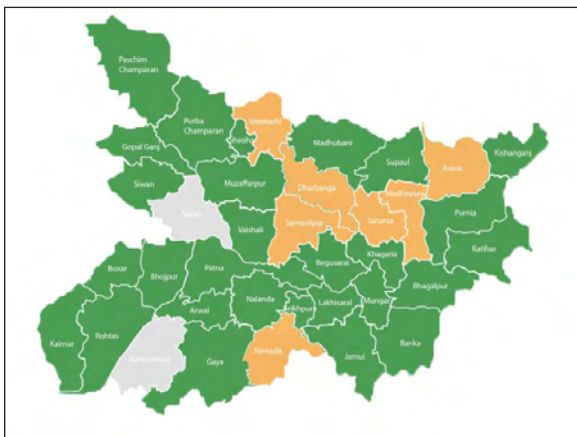 Paschim
Champaran
Purba
Champaran
Sitamarhi
Sheohar
Madhubani
Gopal Ganj
Siwan
Muzaffarpur
Dharbanga
Supaul
Araria
Kishanganj
Saran
Vaishali
Samastipur
Saharsa
Madhepura
Purnia
Katihar
Khagaria
Begusarai
Buxar
Bhojpur
Patna
Nalanda
Sheikhpura
Lakhisarai
Mungar
Bhagalpur
Arwal
Kaimur
Rohtas
Aurangabad
Gaya
Nawada
Jamui
Banka